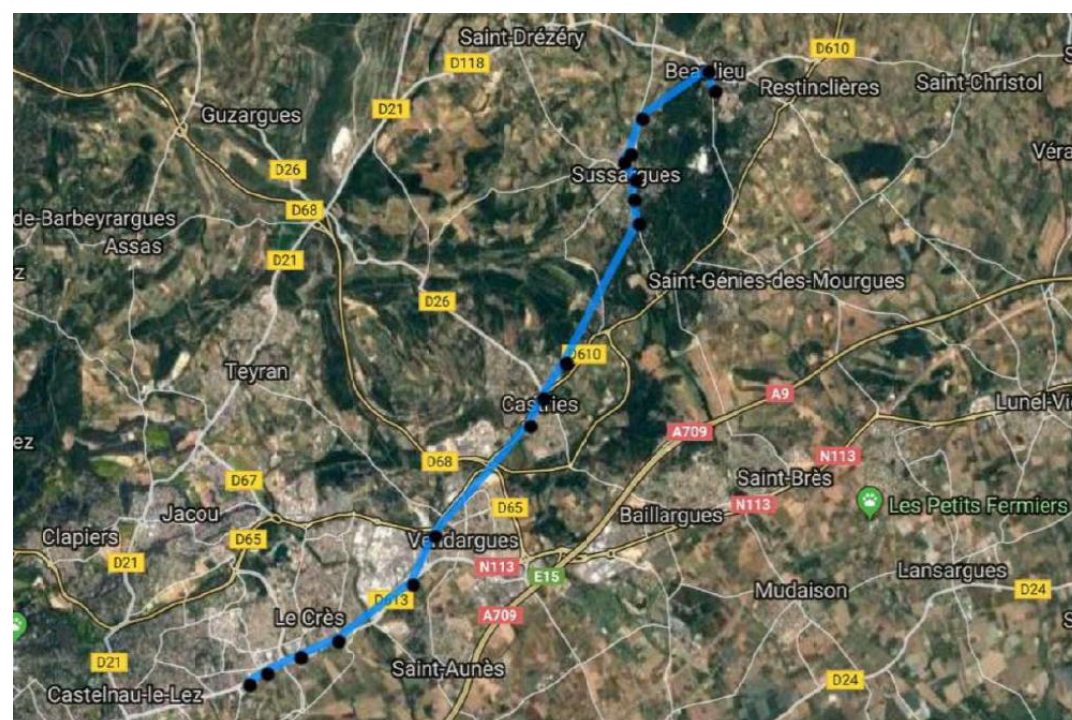 Saint-Drézéry
D610
D118
Beaulieu
Restinclières
Saint-Christol
D21
Guzargues
Véra
D26
Sussargues
D68
de-Barbeyrargues
Assas
D21
Saint-Génies-des-Mourgues
D26
D610
Teyran
A9
Castries
Lunel-Vi
A709
ez
D68
N113
Saint-Brès
D67
Les Petits Fermiers
D65
N113
Jacou
Baillargues
Clapiers
D65
Vendargues
D21
N113
E15
Lansargues
D24
Mudaison
D613
A709
Le Crès
D21
Saint-Aunès
D24
Castelnau-le-Lez